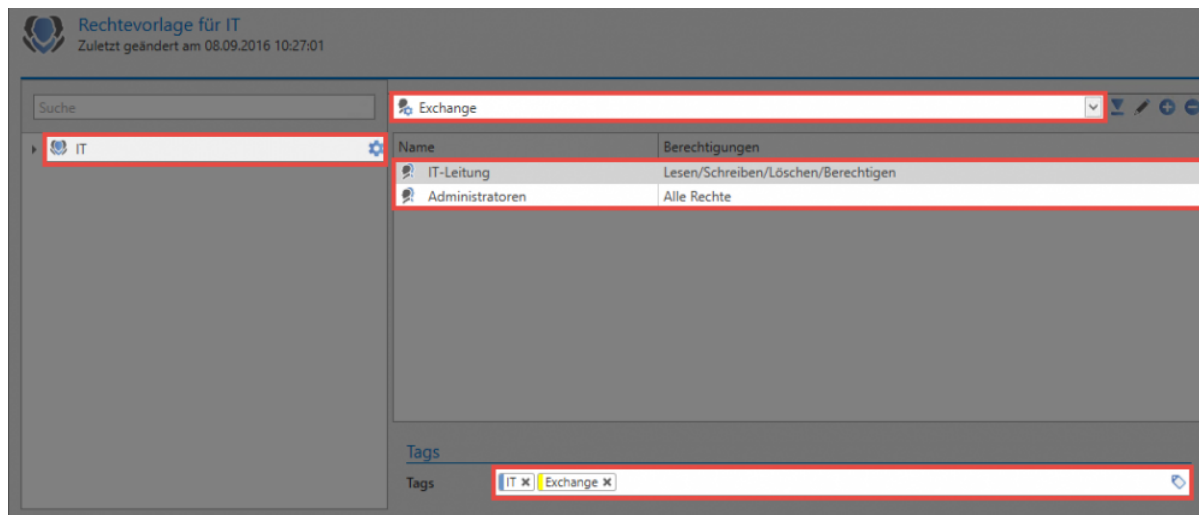 Rechtevorlage für IT
Zuletzt geändert am 08.09.2016 10:27:01
Suche
Exchange
IT
Name Berechtigungen
IT-Leitung Lesen/Schreiben/Löschen/Berechtigen
Administratoren Alle Rechte
Tags
Tags IT Exchange